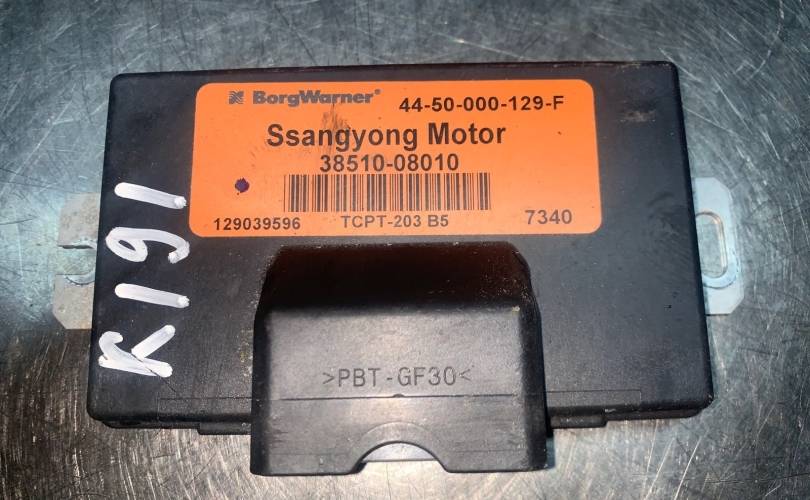 BorgWarner® 44-50-000-129-F
Ssangyong Motor
38510-08010
129039596 TCPT-203 B5 7340
R191
>PBT-GF30<